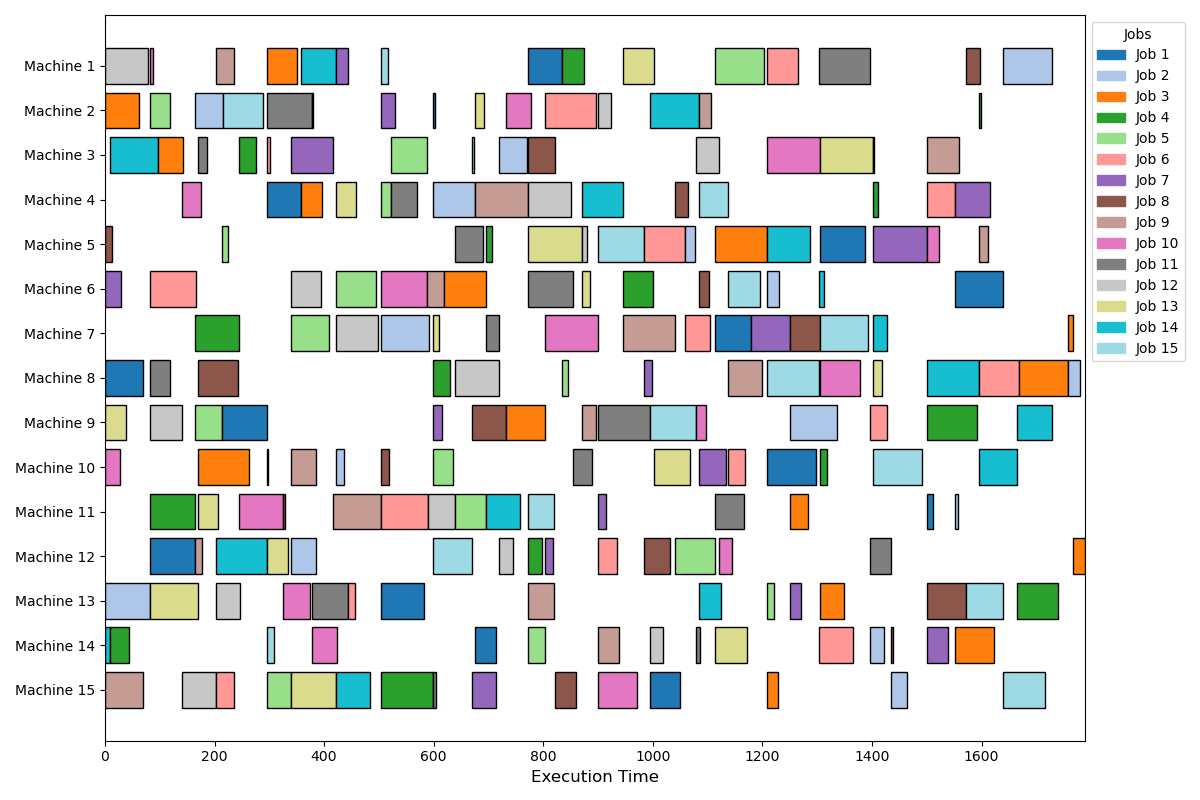 Machine 1
Machine 2
Machine 3
Machine 4
Machine 5
Machine 6
Machine 7
Machine 8
Machine 9
Machine 10
Machine 11
Machine 12
Machine 13
Machine 14
Machine 15
0 200 400 600 800 1000 1200 1400 1600
Execution Time
Jobs
Job 1
Job 2
Job 3
Job 4
Job 5
Job 6
Job 7
Job 8
Job 9
Job 10
Job 11
Job 12
Job 13
Job 14
Job 15